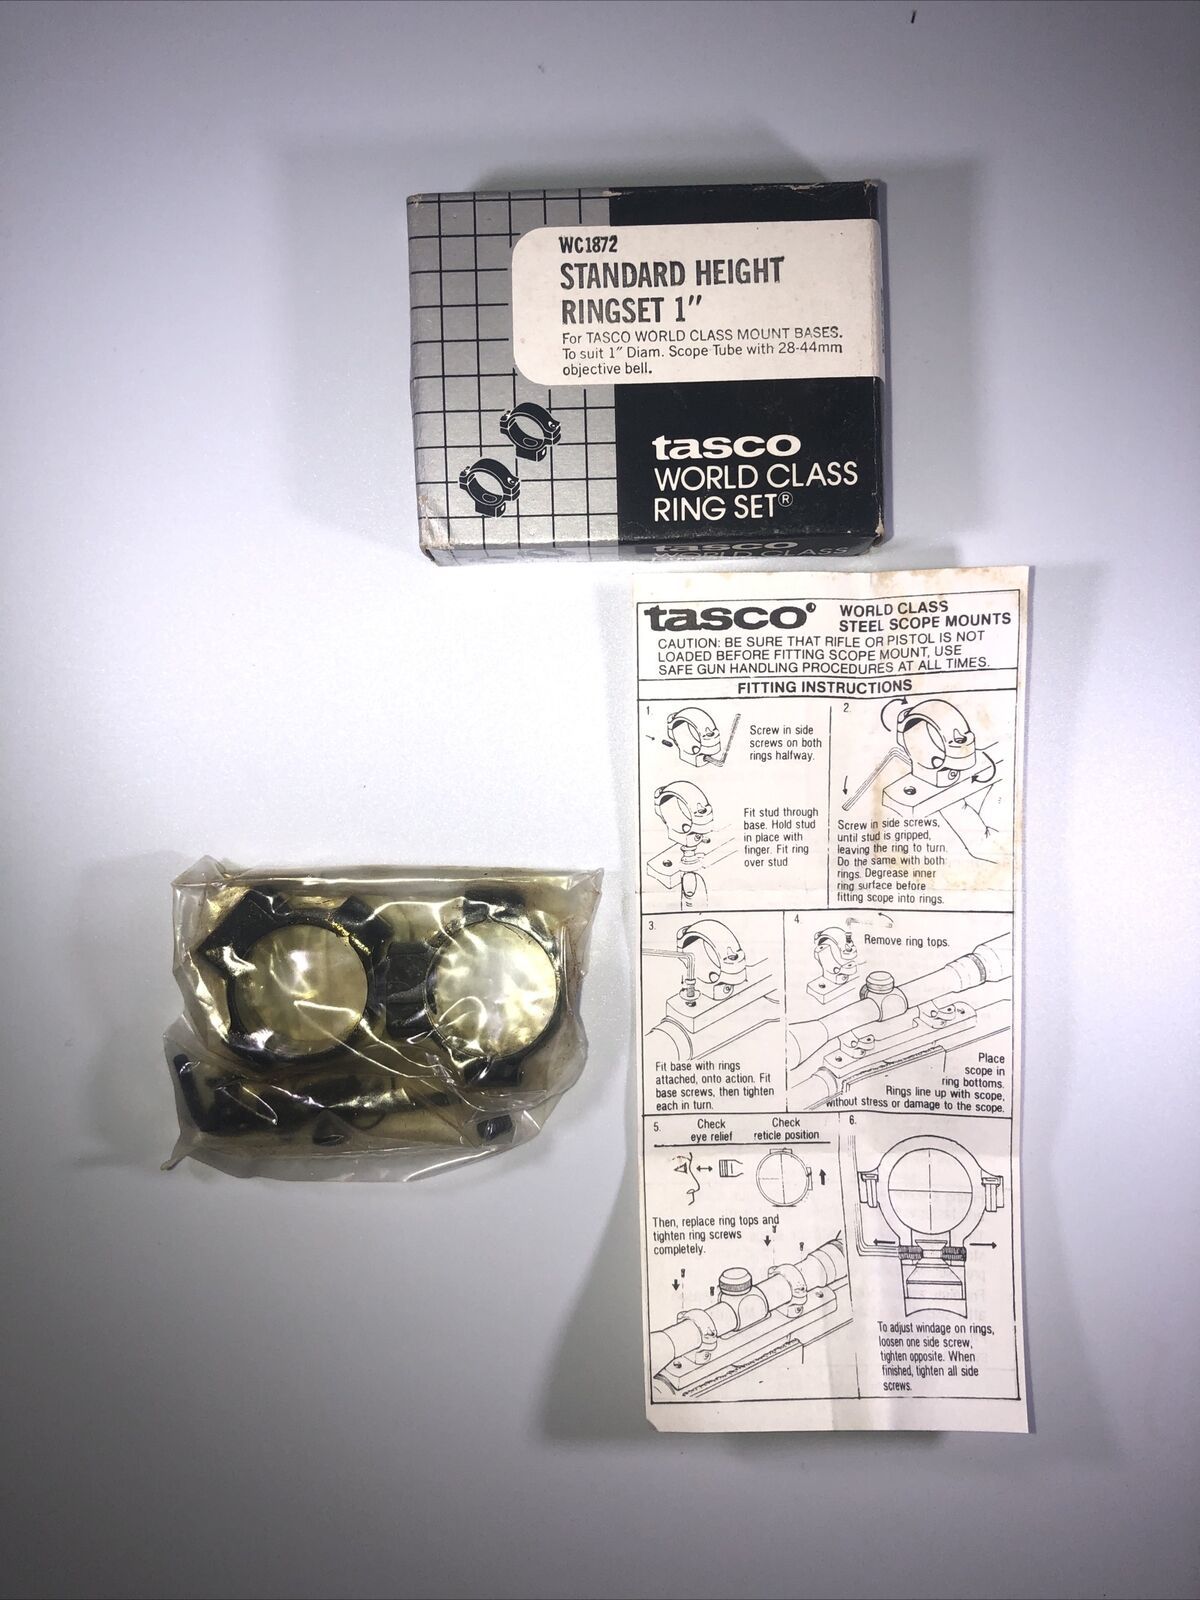 WC1872
STANDARD HEIGHT
RINGSET 1"
For TASCO WORLD CLASS MOUNT BASES.
To suit 1" Diam. Scope Tube with 28-44mm
objective bell.
tasco
WORLD CLASS
RING SET®
tasco
WORLD CLASS
tasco
WORLD CLASS
STEEL SCOPE MOUNTS
CAUTION: BE SURE THAT RIFLE OR PISTOL IS NOT
LOADED BEFORE FITTING SCOPE MOUNT, USE
SAFE GUN HANDLING PROCEDURES AT ALL TIMES.
FITTING INSTRUCTIONS
1.
Screw in side
screws on both
rings halfway.
Fit stud through
base. Hold stud
in place with
finger. Fit ring
over stud
2.
Screw in side screws,
until stud is gripped,
leaving the ring to turn.
Do the same with both
rings. Degrease inner
ring surface before
fitting scope into rings.
3.
Fit base with rings
attached, onto action. Fit
base screws, then tighten
each in turn.
4.
Remove ring tops.
Place
scope in
ring bottoms.
Rings line up with scope,
without stress or damage to the scope.
5.
Check
eye relief
Check
reticle position
Then, replace ring tops and
tighten ring screws
completely.
6.
To adjust windage on rings,
loosen one side screw,
tighten opposite. When
finished, tighten all side
screws.